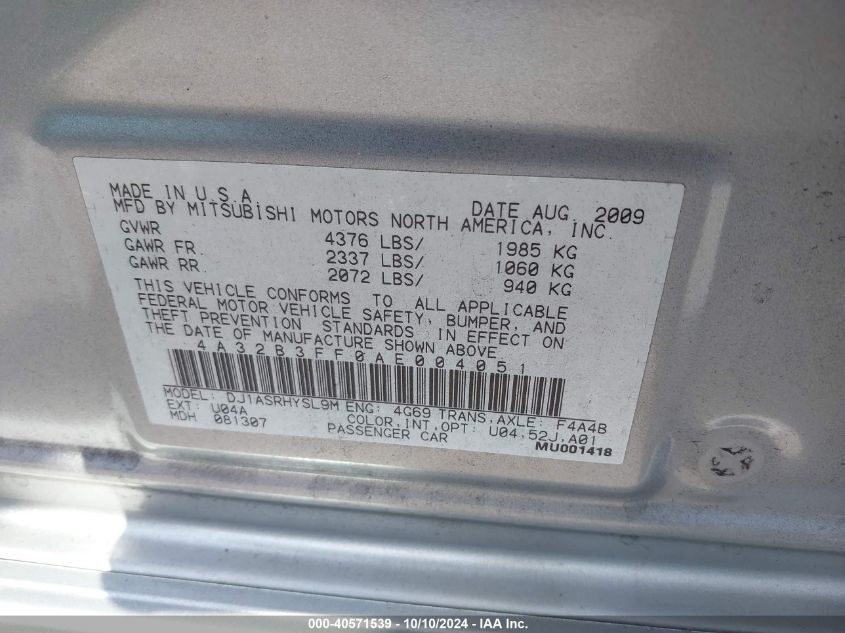 MADE IN U.S.A. DATE AUG. 2009
MFD BY MITSUBISHI MOTORS NORTH AMERICA, INC.
GVWR 4376 LBS/ 1985 KG
GAWR FR. 2337 LBS/ 1060 KG
GAWR RR. 2072 LBS/ 940 KG
THIS VEHICLE CONFORMS TO ALL APPLICABLE
FEDERAL MOTOR VEHICLE SAFETY, BUMPER, AND
THEFT PREVENTION STANDARDS IN EFFECT ON
THE DATE OF MANUFACTURE SHOWN ABOVE
4A32B3FF0AE004051
MODEL: DJ1ASRHYSL9M ENG: 4G69 TRANS,AXLE: F4A4B
EXT: U04A COLOR,INT,OPT: U04,52J,A01
MDH 081307 PASSENGER CAR
MU001418
000-40571539 - 10/10/2024 - IAA Inc.